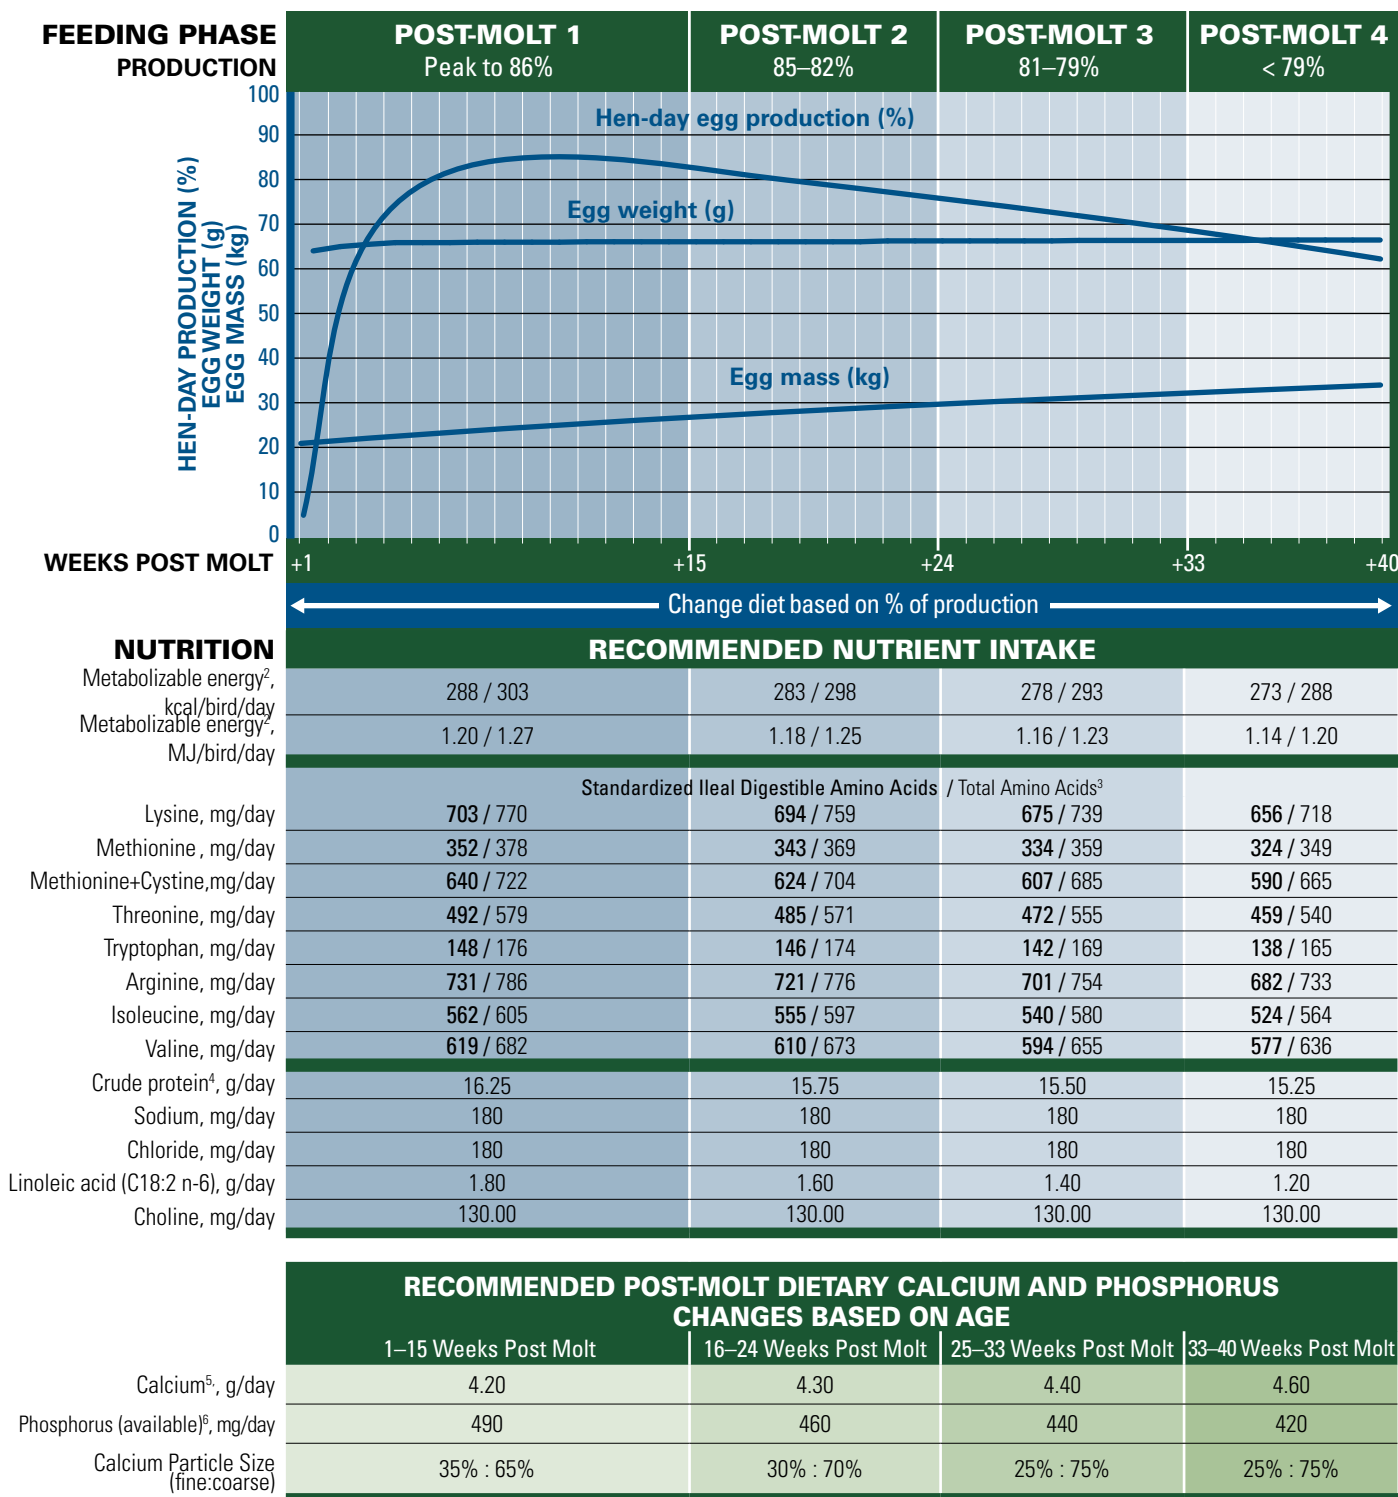 FEEDING PHASE POST-MOLT 1 POST-MOLT 2 POST-MOLT 3 POST-MOLT 4
PRODUCTION Peak to 86% 85–82% 81–79% < 79%
HEN-DAY PRODUCTION (%)
EGG WEIGHT (g)
EGG MASS (kg)
100
90
80
70
60
50
40
30
20
10
0
Hen-day egg production (%)
Egg weight (g)
Egg mass (kg)
WEEKS POST MOLT +1 +15 +24 +33 +40
Change diet based on % of production
NUTRITION RECOMMENDED NUTRIENT INTAKE
Metabolizable energy², kcal/bird/day 288 / 303 283 / 298 278 / 293 273 / 288
Metabolizable energy², MJ/bird/day 1.20 / 1.27 1.18 / 1.25 1.16 / 1.23 1.14 / 1.20
Standardized Ileal Digestible Amino Acids / Total Amino Acids³
Lysine, mg/day 703 / 770 694 / 759 675 / 739 656 / 718
Methionine, mg/day 352 / 378 343 / 369 334 / 359 324 / 349
Methionine+Cystine,mg/day 640 / 722 624 / 704 607 / 685 590 / 665
Threonine, mg/day 492 / 579 485 / 571 472 / 555 459 / 540
Tryptophan, mg/day 148 / 176 146 / 174 142 / 169 138 / 165
Arginine, mg/day 731 / 786 721 / 776 701 / 754 682 / 733
Isoleucine, mg/day 562 / 605 555 / 597 540 / 580 524 / 564
Valine, mg/day 619 / 682 610 / 673 594 / 655 577 / 636
Crude protein⁴, g/day 16.25 15.75 15.50 15.25
Sodium, mg/day 180 180 180 180
Chloride, mg/day 180 180 180 180
Linoleic acid (C18:2 n-6), g/day 1.80 1.60 1.40 1.20
Choline, mg/day 130.00 130.00 130.00 130.00
RECOMMENDED POST-MOLT DIETARY CALCIUM AND PHOSPHORUS
CHANGES BASED ON AGE
1–15 Weeks Post Molt 16–24 Weeks Post Molt 25–33 Weeks Post Molt 33–40 Weeks Post Molt
Calcium⁵,, g/day 4.20 4.30 4.40 4.60
Phosphorus (available)⁶, mg/day 490 460 440 420
Calcium Particle Size
(fine:coarse) 35% : 65% 30% : 70% 25% : 75% 25% : 75%